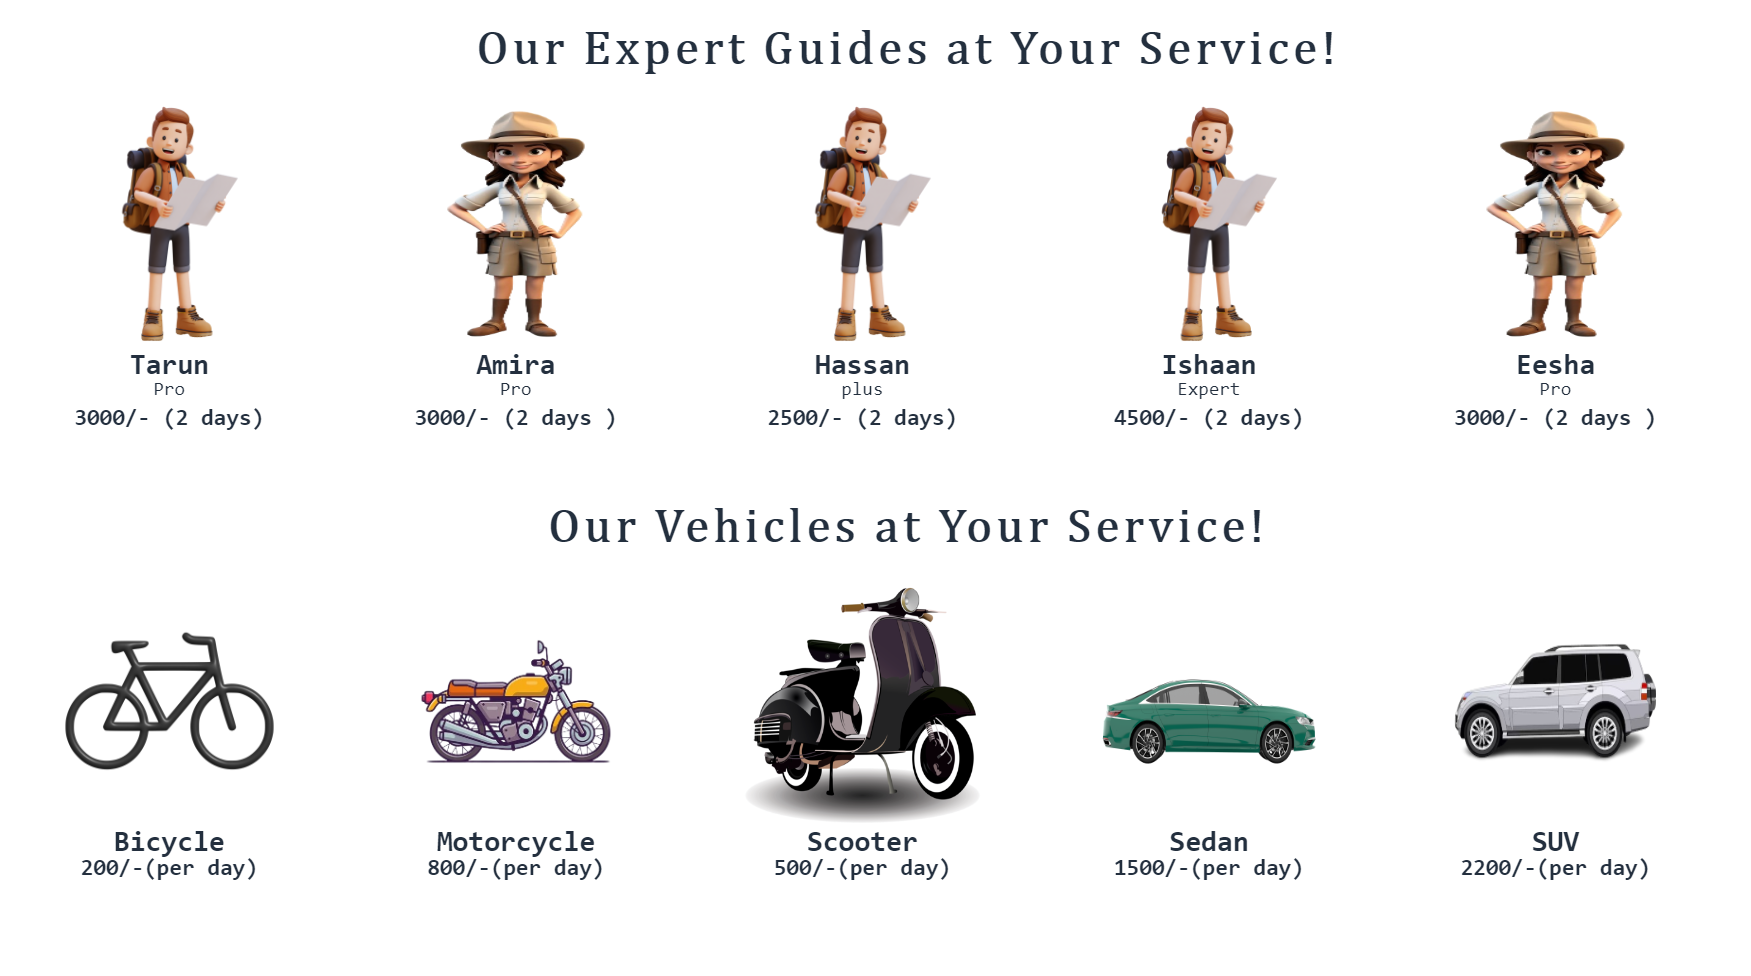 Our Expert Guides at Your Service!
Tarun
Pro
3000/- (2 days)
Amira
Pro
3000/- (2 days )
Hassan
plus
2500/- (2 days)
Ishaan
Expert
4500/- (2 days)
Eesha
Pro
3000/- (2 days )
Our Vehicles at Your Service!
Bicycle
200/-(per day)
Motorcycle
800/-(per day)
Scooter
500/-(per day)
Sedan
1500/-(per day)
SUV
2200/-(per day)